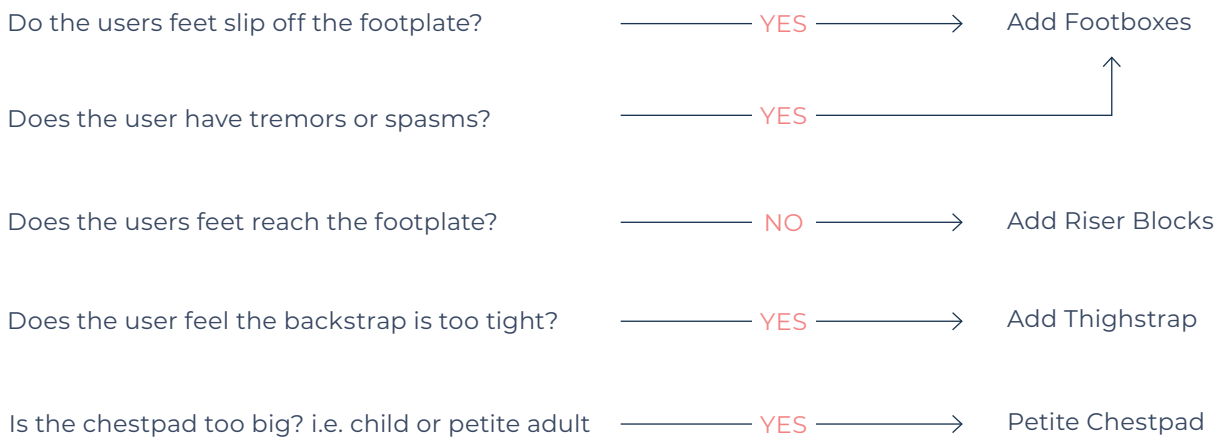 Do the users feet slip off the footplate? YES Add Footboxes
Does the user have tremors or spasms? YES
Does the users feet reach the footplate? NO Add Riser Blocks
Does the user feel the backstrap is too tight? YES Add Thighstrap
Is the chestpad too big? i.e. child or petite adult YES Petite Chestpad